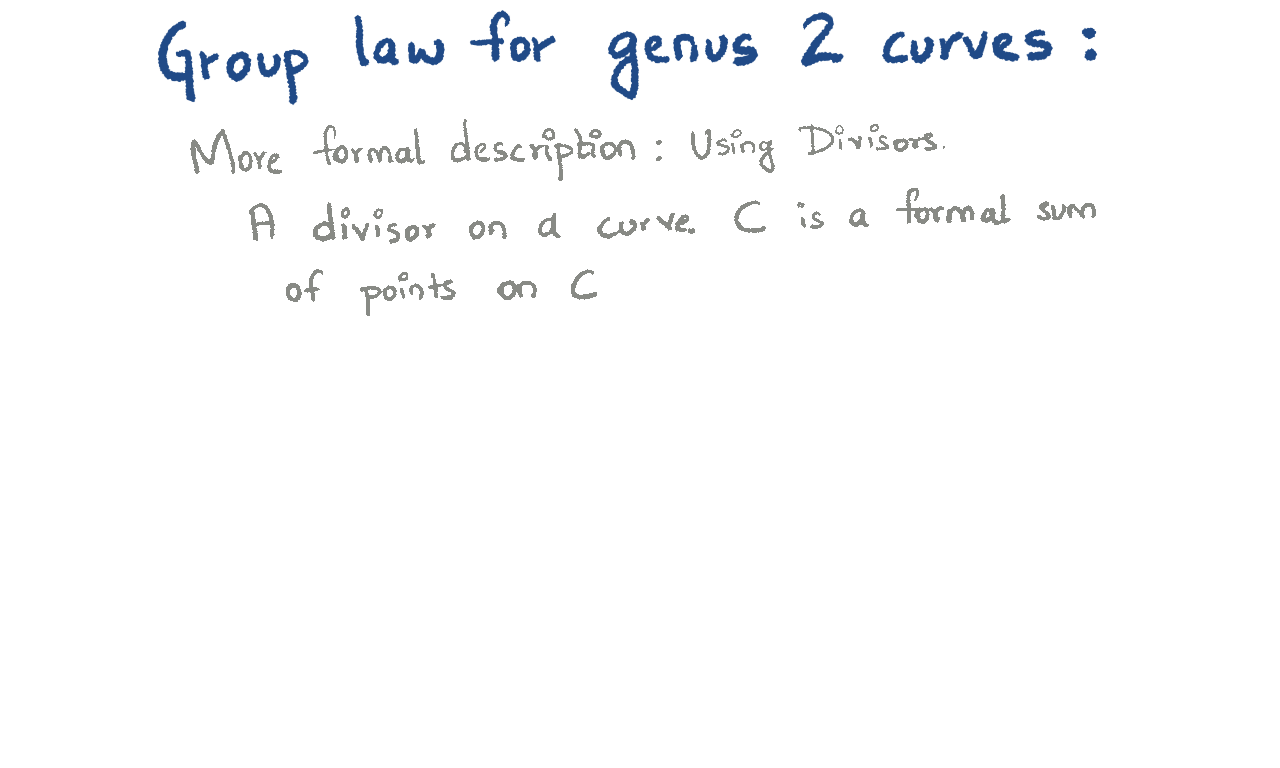 Group law for genus 2 curves :
More formal description : Using Divisors.
A divisor on a curve. C is a formal sum
of points on C